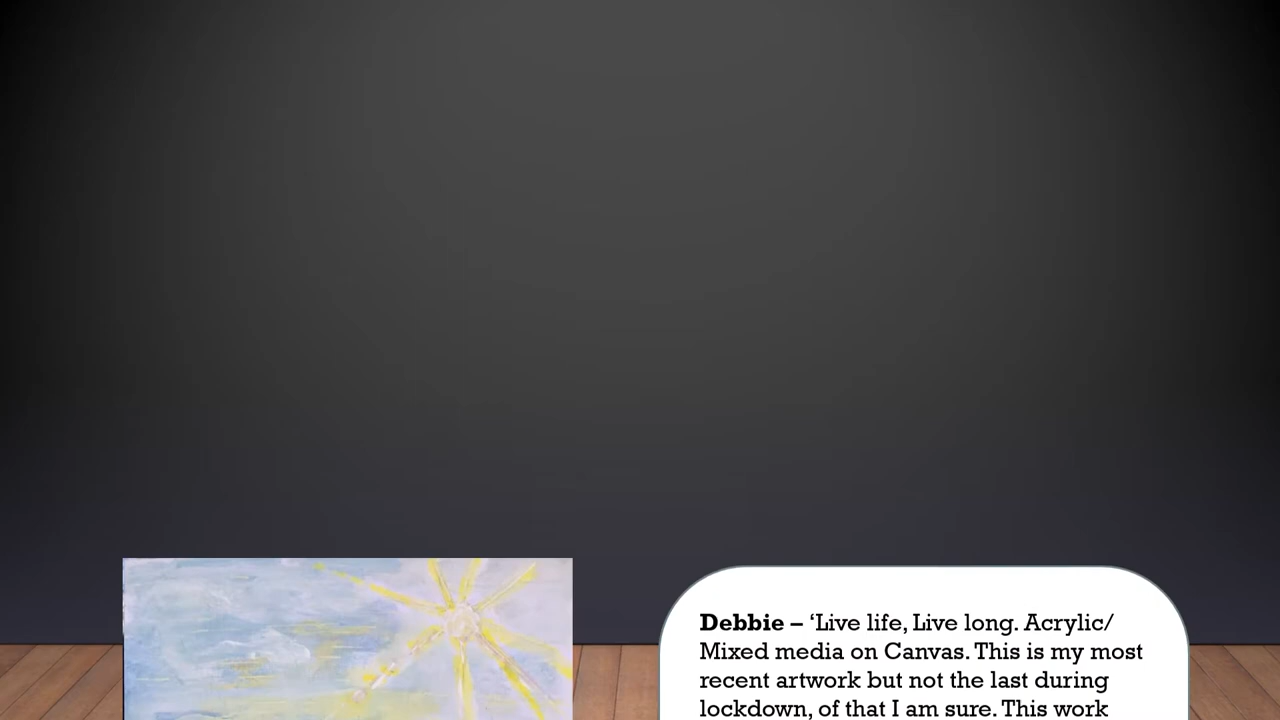 Debbie – ‘Live life, Live long. Acrylic/
Mixed media on Canvas. This is my most
recent artwork but not the last during
lockdown, of that I am sure. This work